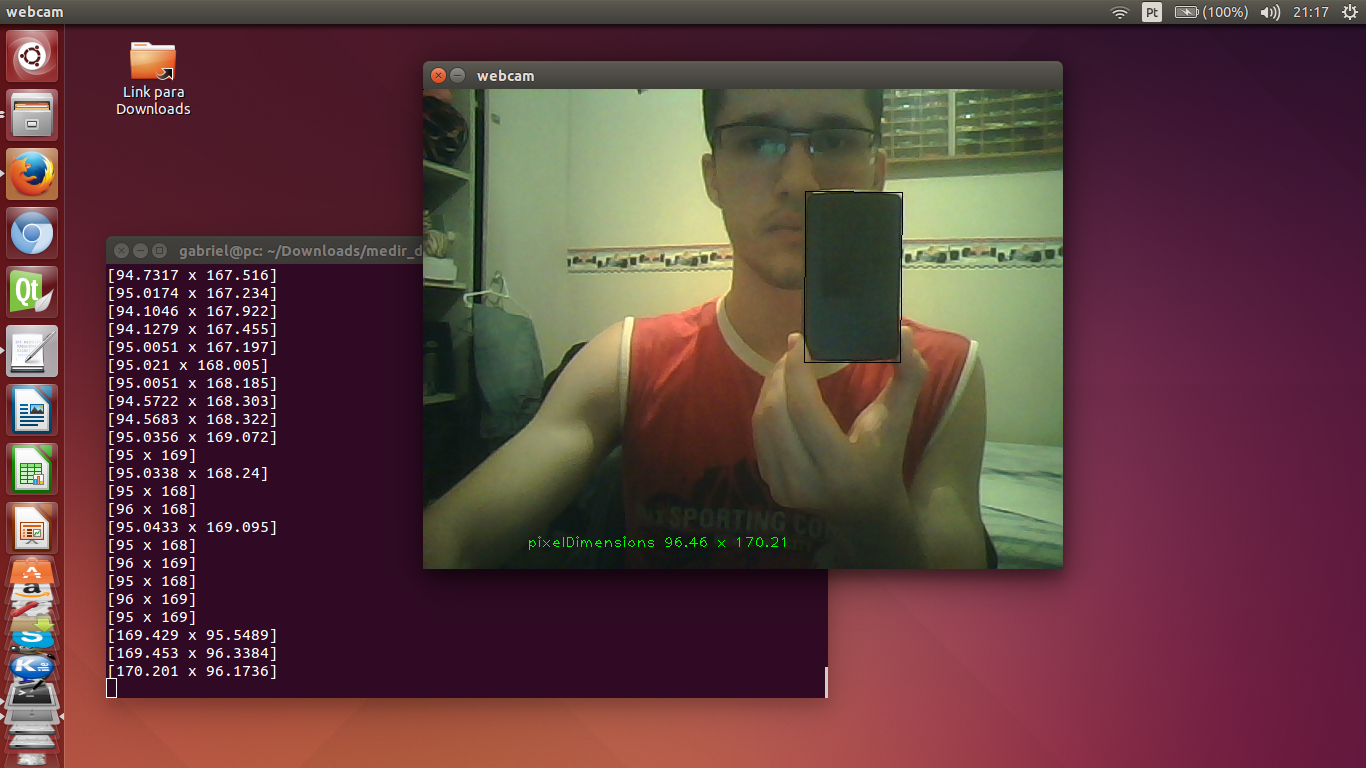 webcam
Pt
(100%)
21:17
Link para
Downloads
Qt
webcam
gabriel@pc: ~/Downloads/medir_d
[94.7317 x 167.516]
[95.0174 x 167.234]
[94.1046 x 167.922]
[94.1279 x 167.455]
[95.0051 x 167.197]
[95.021 x 168.005]
[95.0051 x 168.185]
[94.5722 x 168.303]
[94.5683 x 168.322]
[95.0356 x 169.072]
[95 x 169]
[95.0338 x 168.24]
[95 x 168]
[96 x 168]
[95.0433 x 169.095]
[95 x 168]
[96 x 169]
[95 x 168]
[96 x 169]
[95 x 169]
[169.429 x 95.5489]
[169.453 x 96.3384]
[170.201 x 96.1736]
SPORTING CO
pixelDimensions 96.46 x 170.21